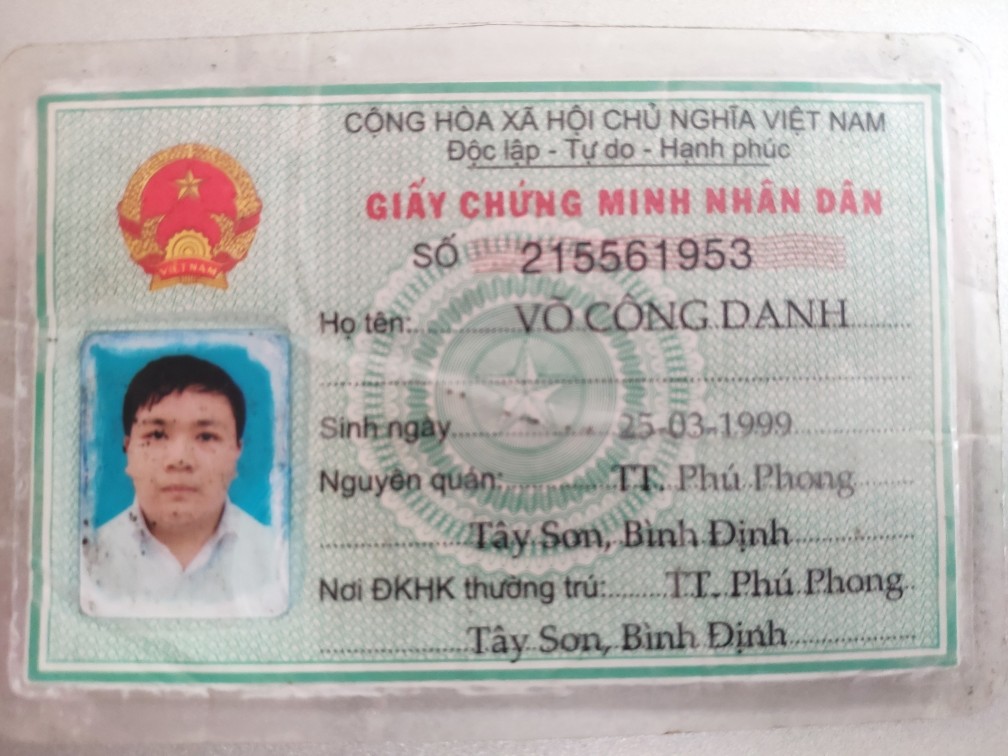 CỘNG HÒA XÃ HỘI CHỦ NGHĨA VIỆT NAM
Độc lập - Tự do - Hạnh phúc
GIẤY CHỨNG MINH NHÂN DÂN
SỐ 215561953
VIỆT NAM
Họ tên: VÕ CÔNG DANH
Sinh ngày 25-03-1999
Nguyên quán: TT. Phú Phong
Tây Sơn, Bình Định
Nơi ĐKHK thường trú: TT. Phú Phong
Tây Sơn, Bình Định